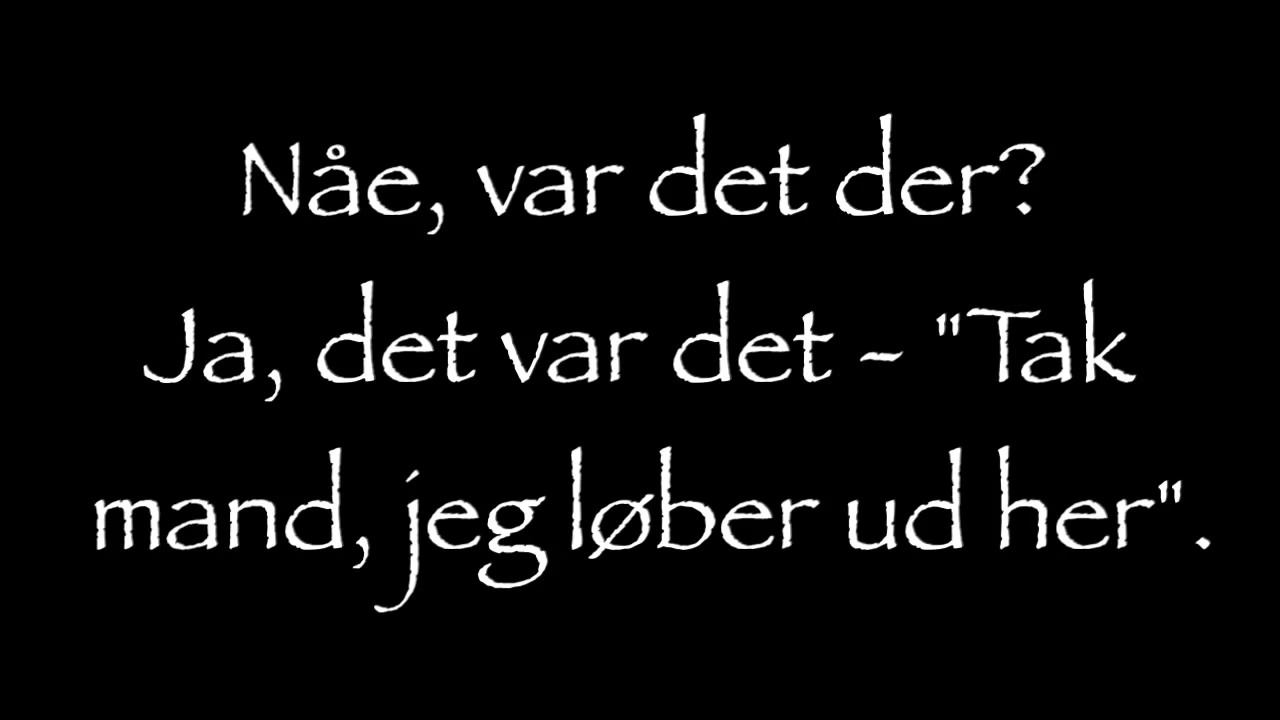 Nåe, var det der?
Ja, det var det - "Tak
mand, jeg løber ud her".